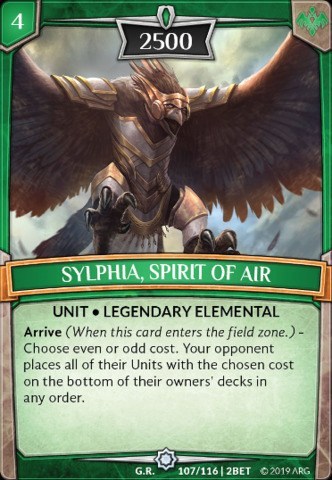 4
2500
SYLPHIA, SPIRIT OF AIR
UNIT • LEGENDARY ELEMENTAL
Arrive (When this card enters the field zone.) -
Choose even or odd cost. Your opponent
places all of their Units with the chosen cost
on the bottom of their owners' decks in
any order.
G.R. 107/116 | 2BET © 2019 ARG